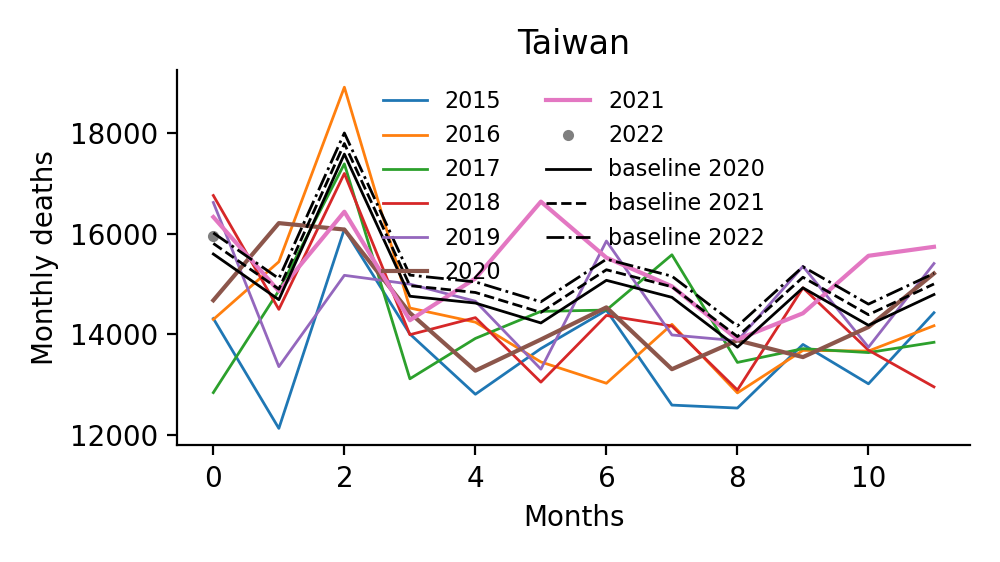 Taiwan
Monthly deaths
18000
16000
14000
12000
2015
2016
2017
2018
2019
2020
2021
2022
baseline 2020
baseline 2021
baseline 2022
0 2 4 6 8 10
Months